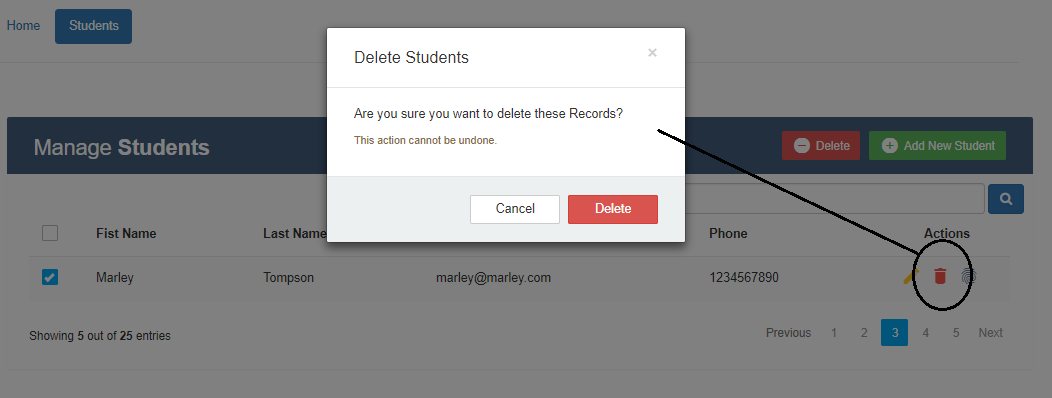 Home Students
Delete Students ×
Are you sure you want to delete these Records?
This action cannot be undone.
Cancel Delete
Manage Students Delete Add New Student
Fist Name Last Name Phone Actions
Marley Tompson marley@marley.com 1234567890
Showing 5 out of 25 entries
Previous 1 2 3 4 5 Next